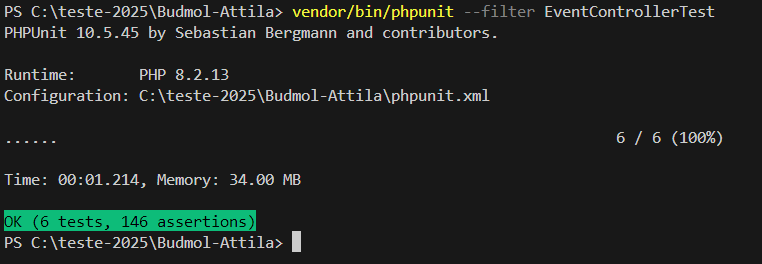 PS C:\teste-2025\Budmol-Attila> vendor/bin/phpunit --filter EventControllerTest
PHPUnit 10.5.45 by Sebastian Bergmann and contributors.
Runtime:       PHP 8.2.13
Configuration: C:\teste-2025\Budmol-Attila\phpunit.xml
......                                                              6 / 6 (100%)
Time: 00:01.214, Memory: 34.00 MB
OK (6 tests, 146 assertions)
PS C:\teste-2025\Budmol-Attila>